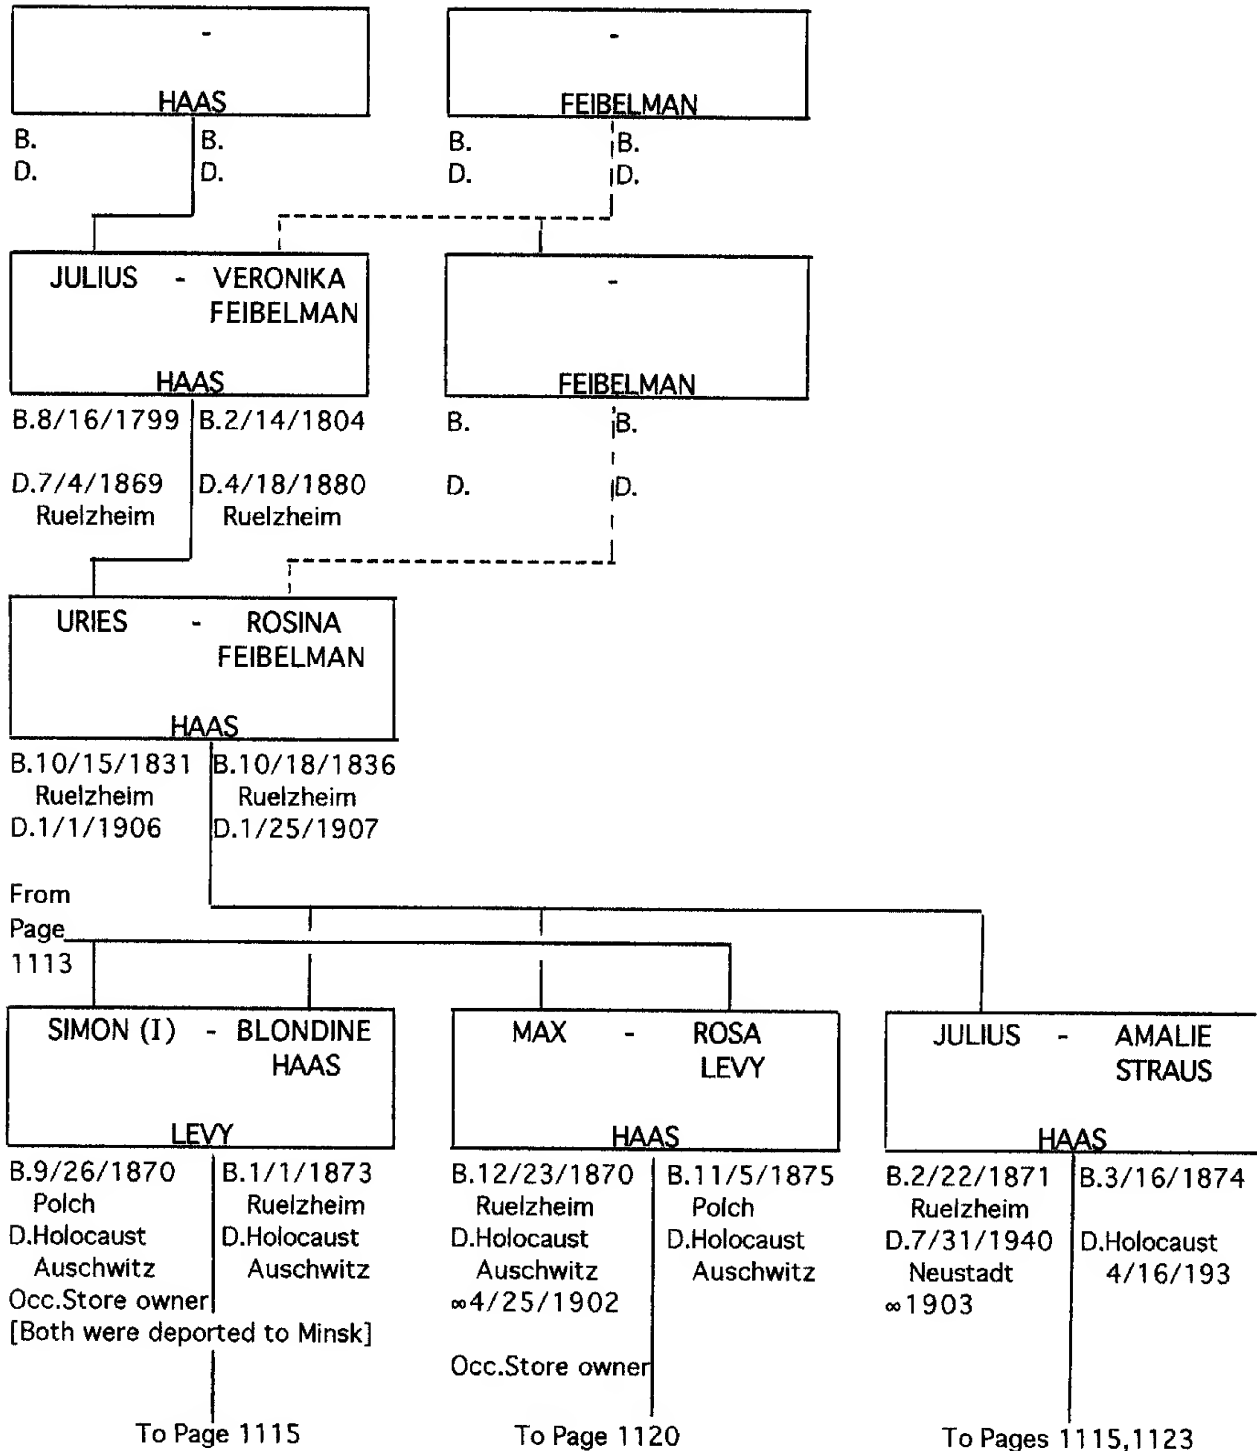 -
HAAS
B.
B.
D.
D.
-
FEIBELMAN
B.
B.
D.
D.
JULIUS - VERONIKA
FEIBELMAN
HAAS
B.8/16/1799 B.2/14/1804
D.7/4/1869 D.4/18/1880
Ruelzheim Ruelzheim
-
FEIBELMAN
B.
B.
D.
D.
URIES - ROSINA
FEIBELMAN
HAAS
B.10/15/1831 B.10/18/1836
Ruelzheim Ruelzheim
D.1/1/1906 D.1/25/1907
From
Page
1113
SIMON (I) - BLONDINE
HAAS
LEVY
B.9/26/1870 B.1/1/1873
Polch Ruelzheim
D.Holocaust D.Holocaust
Auschwitz Auschwitz
Occ.Store owner
[Both were deported to Minsk]
To Page 1115
MAX - ROSA
LEVY
HAAS
B.12/23/1870 B.11/5/1875
Ruelzheim Polch
D.Holocaust D.Holocaust
Auschwitz Auschwitz
∞4/25/1902
Occ.Store owner
To Page 1120
JULIUS - AMALIE
STRAUS
HAAS
B.2/22/1871 B.3/16/1874
Ruelzheim
D.7/31/1940 D.Holocaust
Neustadt 4/16/193
∞1903
To Pages 1115,1123